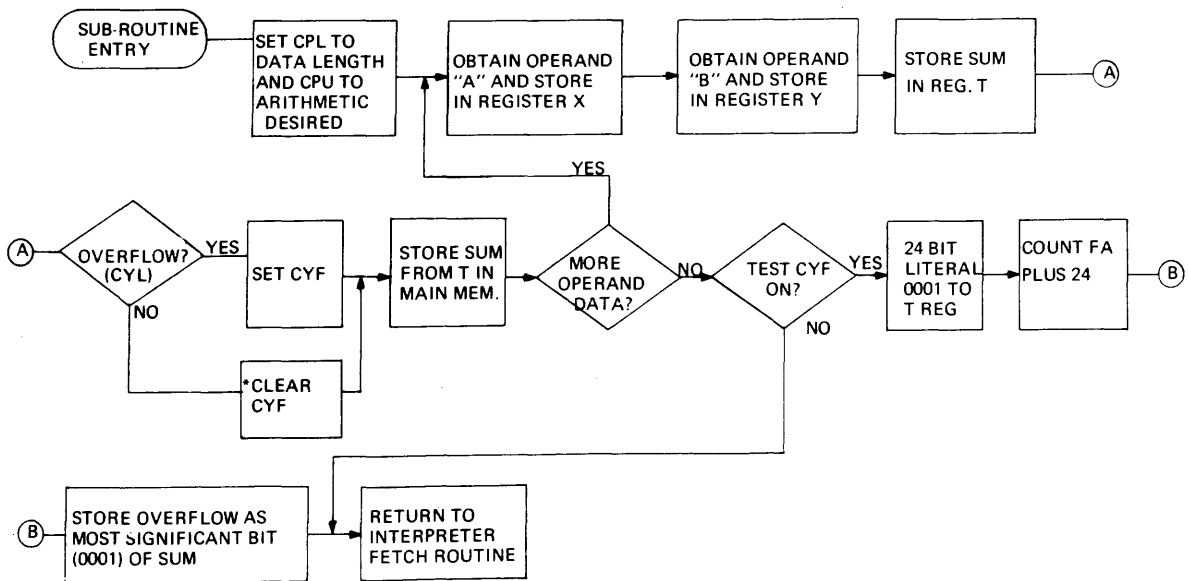 SUB-ROUTINE
ENTRY
SET CPL TO
DATA LENGTH
AND CPU TO
ARITHMETIC
DESIRED
OBTAIN OPERAND
"A" AND STORE
IN REGISTER X
OBTAIN OPERAND
"B" AND STORE
IN REGISTER Y
STORE SUM
IN REG. T
A
YES
A
OVERFLOW?
(CYL)
YES
NO
SET CYF
*CLEAR
CYF
STORE SUM
FROM T IN
MAIN MEM.
MORE
OPERAND
DATA?
NO
TEST CYF
ON?
YES
NO
24 BIT
LITERAL
0001 TO
T REG
COUNT FA
PLUS 24
B
B
STORE OVERFLOW AS
MOST SIGNIFICANT BIT
(0001) OF SUM
RETURN TO
INTERPRETER
FETCH ROUTINE